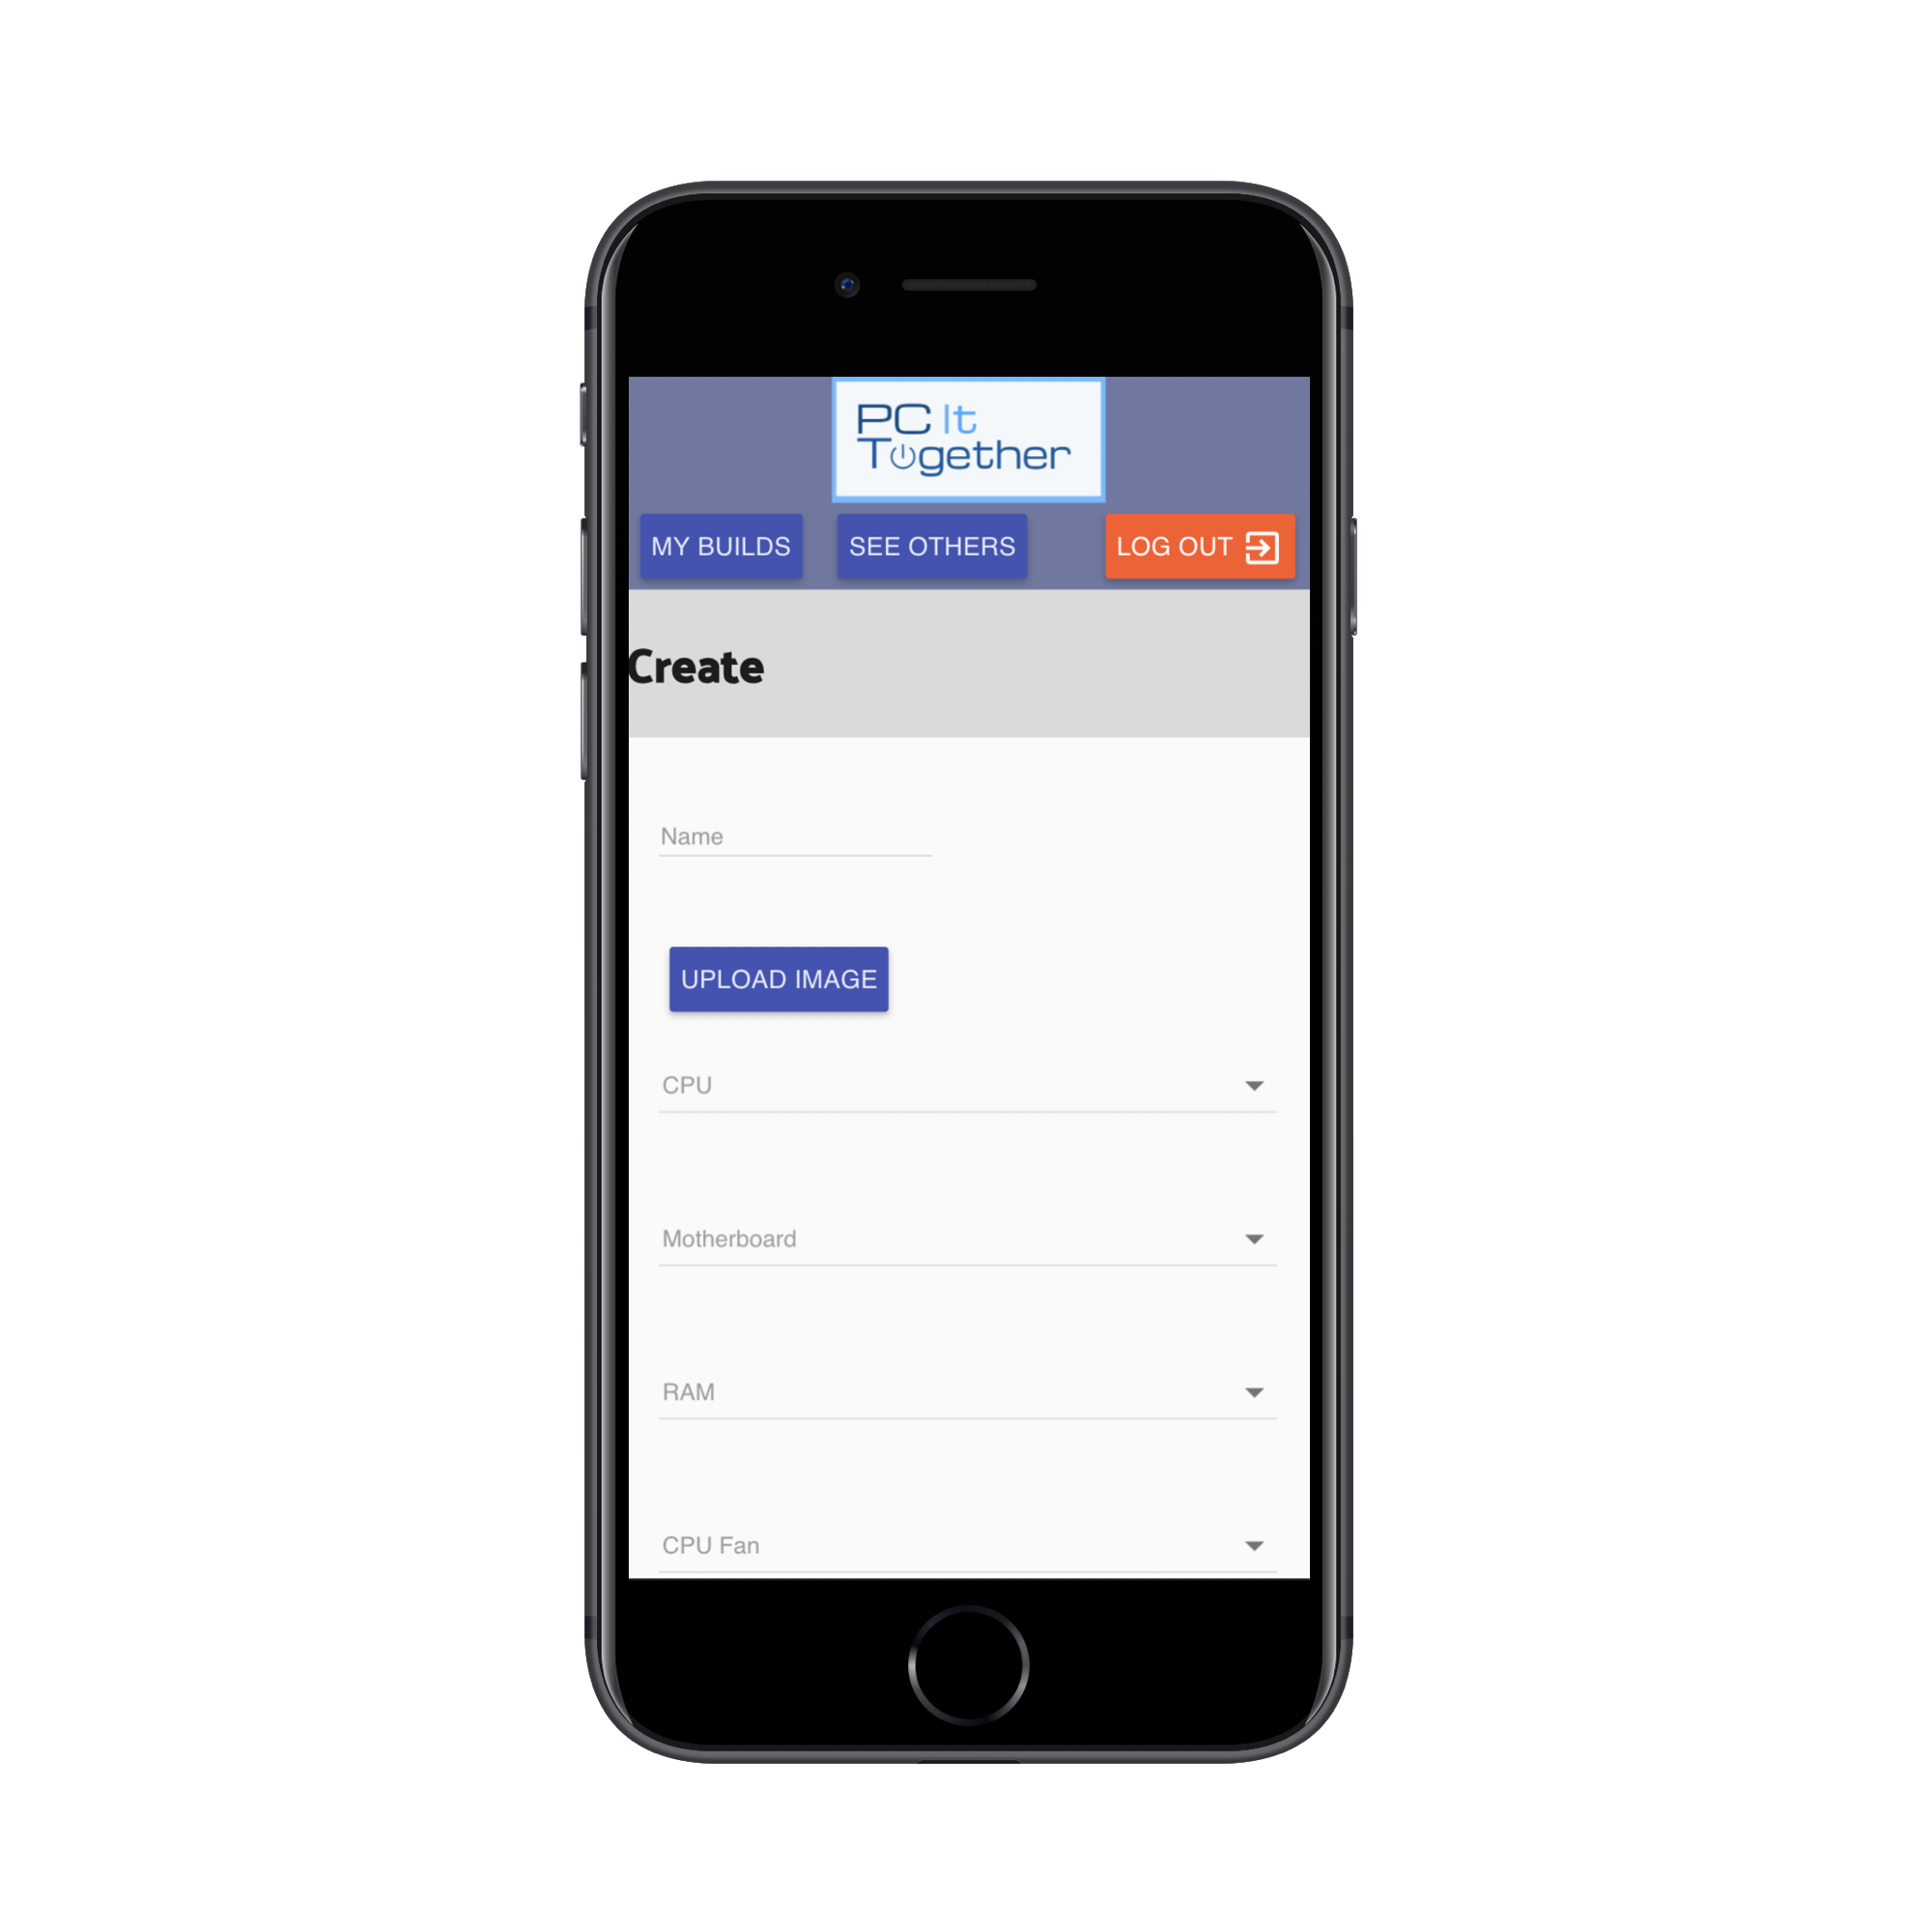 PC It
Together
MY BUILDS SEE OTHERS LOG OUT
Create
Name
UPLOAD IMAGE
CPU
Motherboard
RAM
CPU Fan